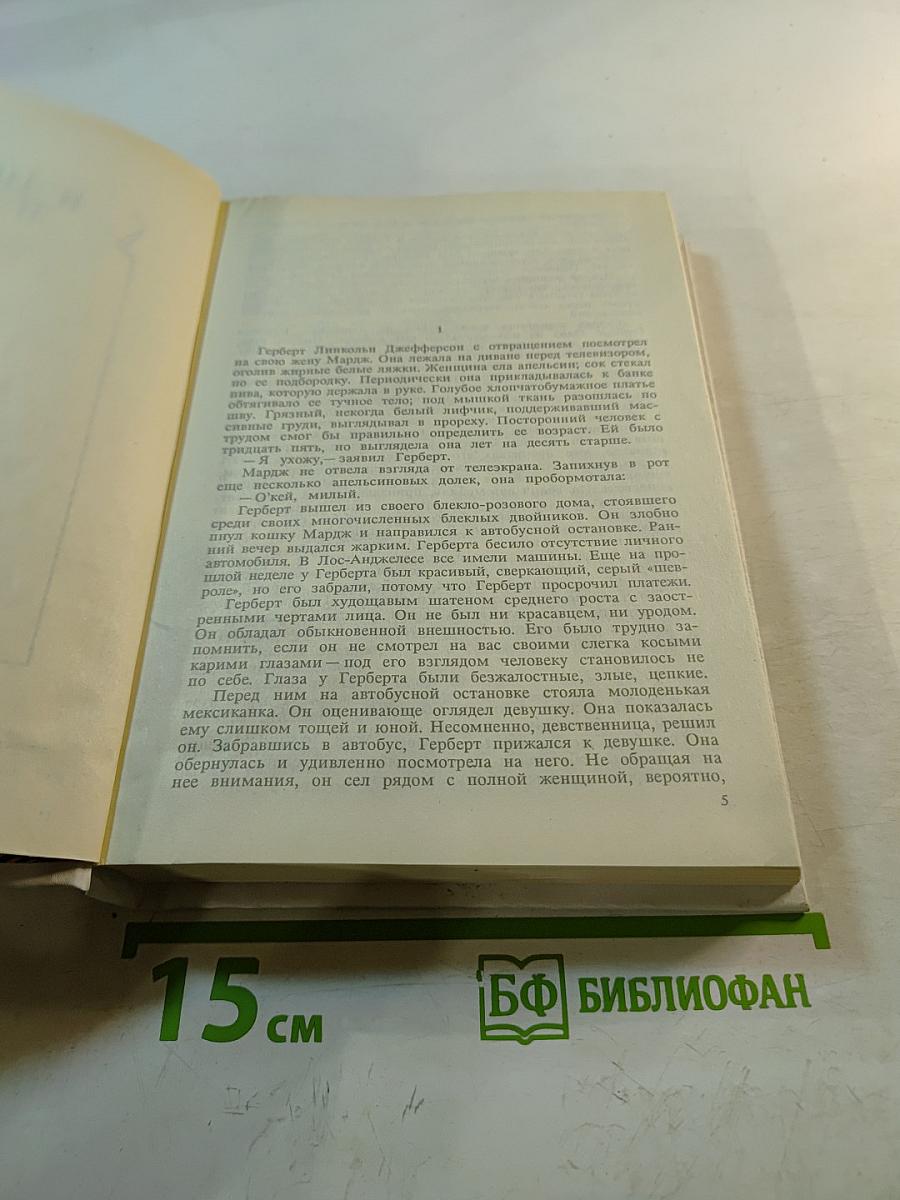 1
Герберт Линкольн Джефферсон с отвращением посмотрел
на свою жену Мардж. Она лежала на диване перед телевизором,
оголив жирные белые ляжки. Женщина ела апельсин; сок стекал
по ее подбородку. Периодически она прикладывалась к банке
пива, которую держала в руке. Голубое хлопчатобумажное платье
обтягивало ее тучное тело; под мышкой ткань разошлась по
шву. Грязный, некогда белый лифчик, поддерживавший мас-
сивные груди, выглядывал в прореху. Посторонний человек с
трудом смог бы правильно определить ее возраст. Ей было
тридцать пять, но выглядела она лет на десять старше.
— Я ухожу,— заявил Герберт.
Мардж не отвела взгляда от телеэкрана. Запихнув в рот
еще несколько апельсиновых долек, она пробормотала:
— О'кей, милый.
Герберт вышел из своего блекло-розового дома, стоявшего
среди своих многочисленных блеклых двойников. Он злобно
пнул кошку Мардж и направился к автобусной остановке. Ран-
ний вечер выдался жарким. Герберта бесило отсутствие личного
автомобиля. В Лос-Анджелесе все имели машины. Еще на про-
шлой неделе у Герберта был красивый, сверкающий, серый «шев-
роле», но его забрали, потому что Герберт просрочил платежи.
Герберт был худощавым шатеном среднего роста с заост-
ренными чертами лица. Он не был ни красавцем, ни уродом.
Он обладал обыкновенной внешностью. Его было трудно за-
помнить, если он не смотрел на вас своими слегка косыми
карими глазами — под его взглядом человеку становилось не
по себе. Глаза у Герберта были безжалостные, злые, цепкие.
Перед ним на автобусной остановке стояла молоденькая
мексиканка. Он оценивающе оглядел девушку. Она показалась
ему слишком тощей и юной. Несомненно, девственница, решил
он. Забравшись в автобус, Герберт прижался к девушке. Она
обернулась и удивленно посмотрела на него. Не обращая на
нее внимания, он сел рядом с полной женщиной, вероятно,
5
15 см
БФ БИБЛИОФАН